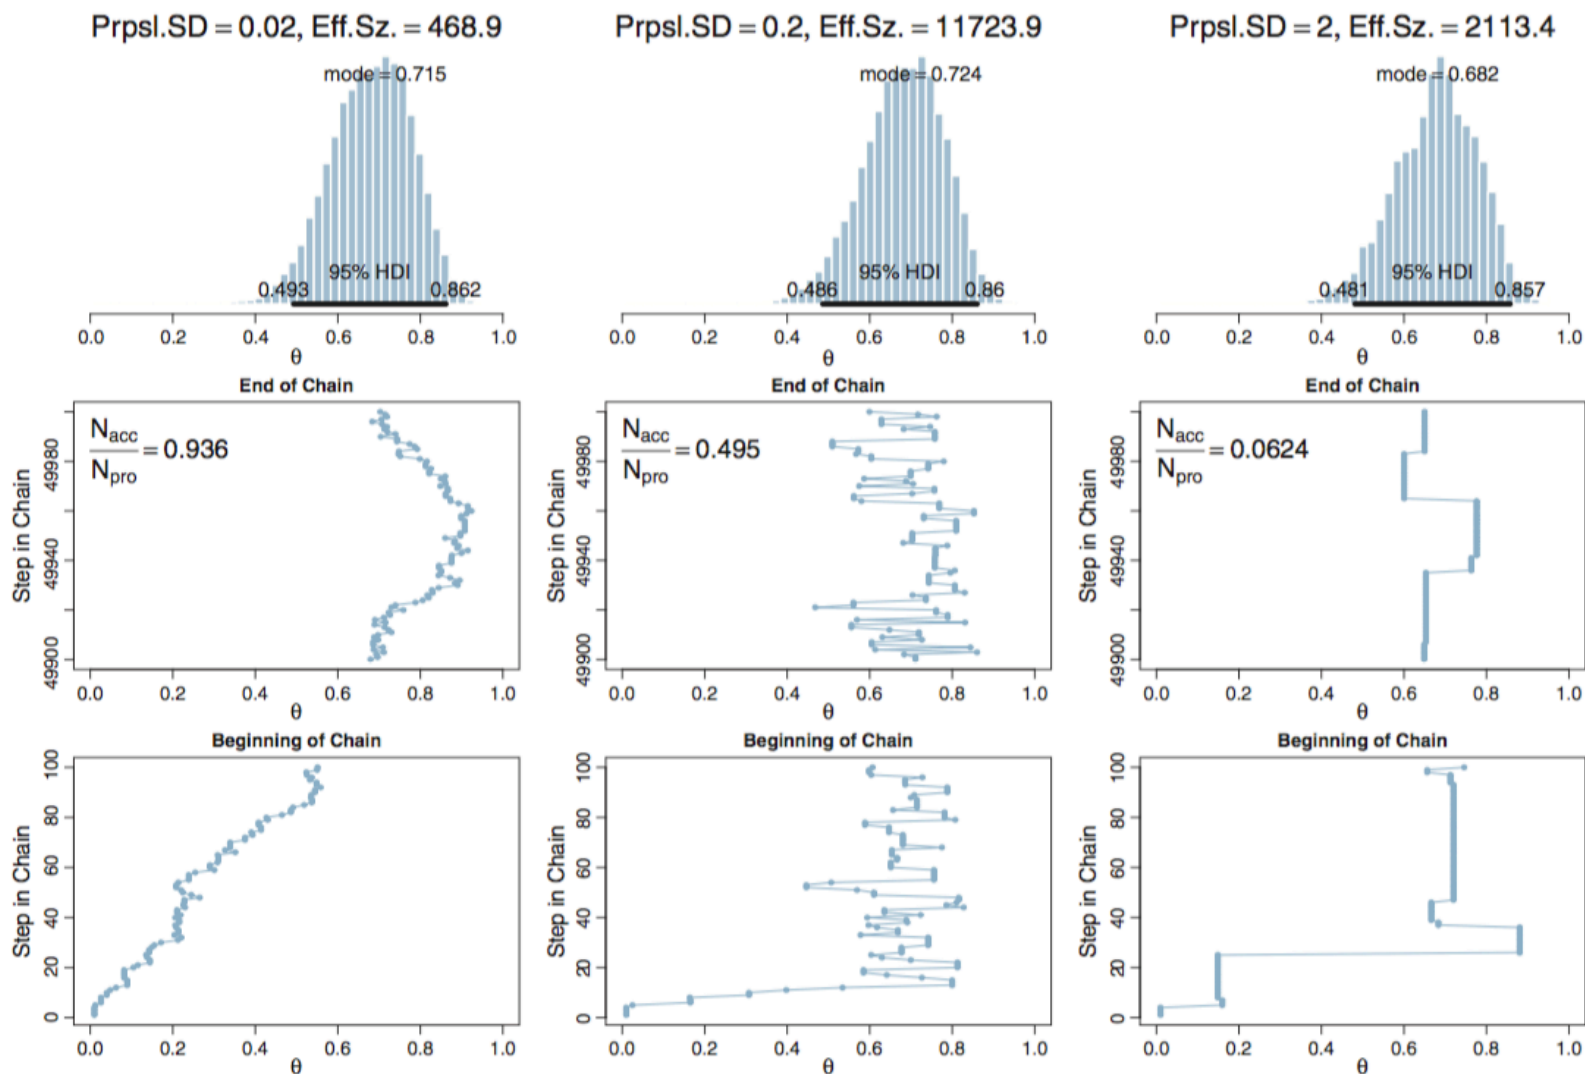 Prpsl.SD = 0.02, Eff.Sz. = 468.9
mode = 0.715
95% HDI
0.493
0.862
0.0 0.2 0.4 0.6 0.8 1.0
θ
Prpsl.SD = 0.2, Eff.Sz. = 11723.9
mode = 0.724
95% HDI
0.486
0.86
0.0 0.2 0.4 0.6 0.8 1.0
θ
Prpsl.SD = 2, Eff.Sz. = 2113.4
mode = 0.682
95% HDI
0.481
0.857
0.0 0.2 0.4 0.6 0.8 1.0
θ
End of Chain
Nacc
Npro
= 0.936
Step in Chain
49900 49940 49980
0.0 0.2 0.4 0.6 0.8 1.0
θ
End of Chain
Nacc
Npro
= 0.495
Step in Chain
49900 49940 49980
0.0 0.2 0.4 0.6 0.8 1.0
θ
End of Chain
Nacc
Npro
= 0.0624
Step in Chain
49900 49940 49980
0.0 0.2 0.4 0.6 0.8 1.0
θ
Beginning of Chain
Step in Chain
0 20 40 60 80 100
0.0 0.2 0.4 0.6 0.8 1.0
θ
Beginning of Chain
Step in Chain
0 20 40 60 80 100
0.0 0.2 0.4 0.6 0.8 1.0
θ
Beginning of Chain
Step in Chain
0 20 40 60 80 100
0.0 0.2 0.4 0.6 0.8 1.0
θ